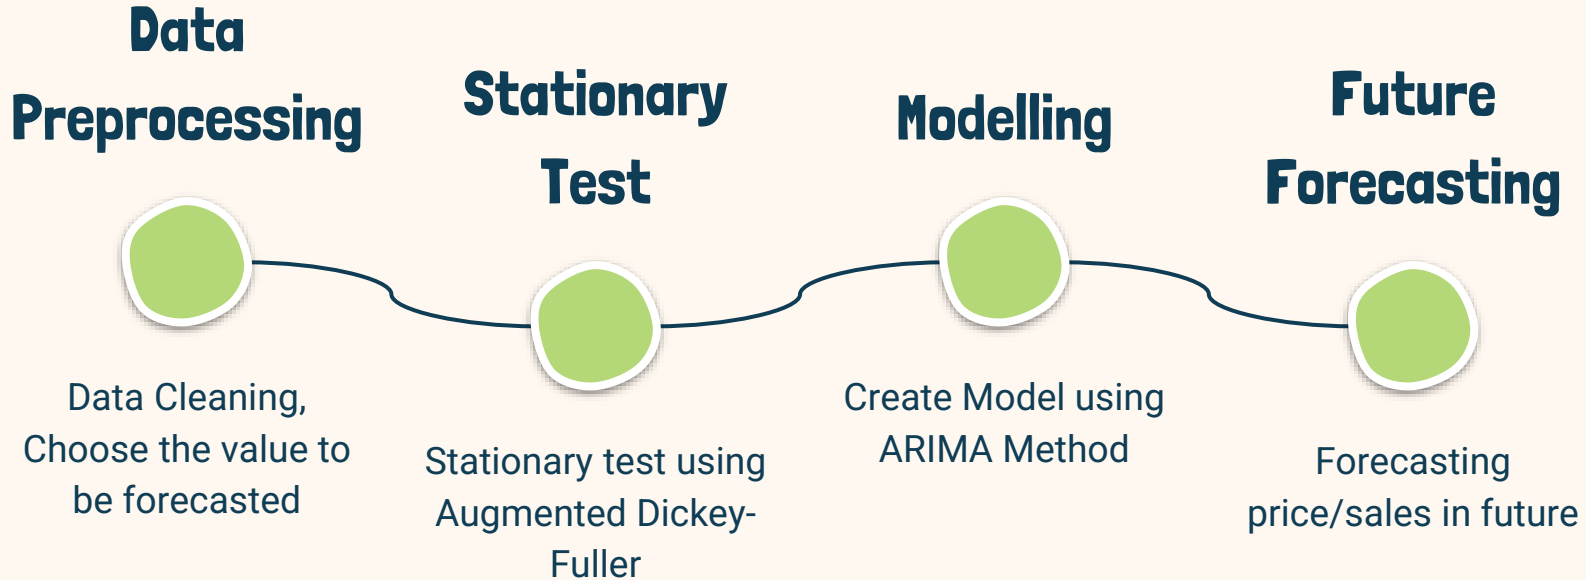 Data
Preprocessing
Data Cleaning,
Choose the value to
be forecasted
Stationary
Test
Stationary test using
Augmented Dickey-
Fuller
Modelling
Create Model using
ARIMA Method
Future
Forecasting
Forecasting
price/sales in future